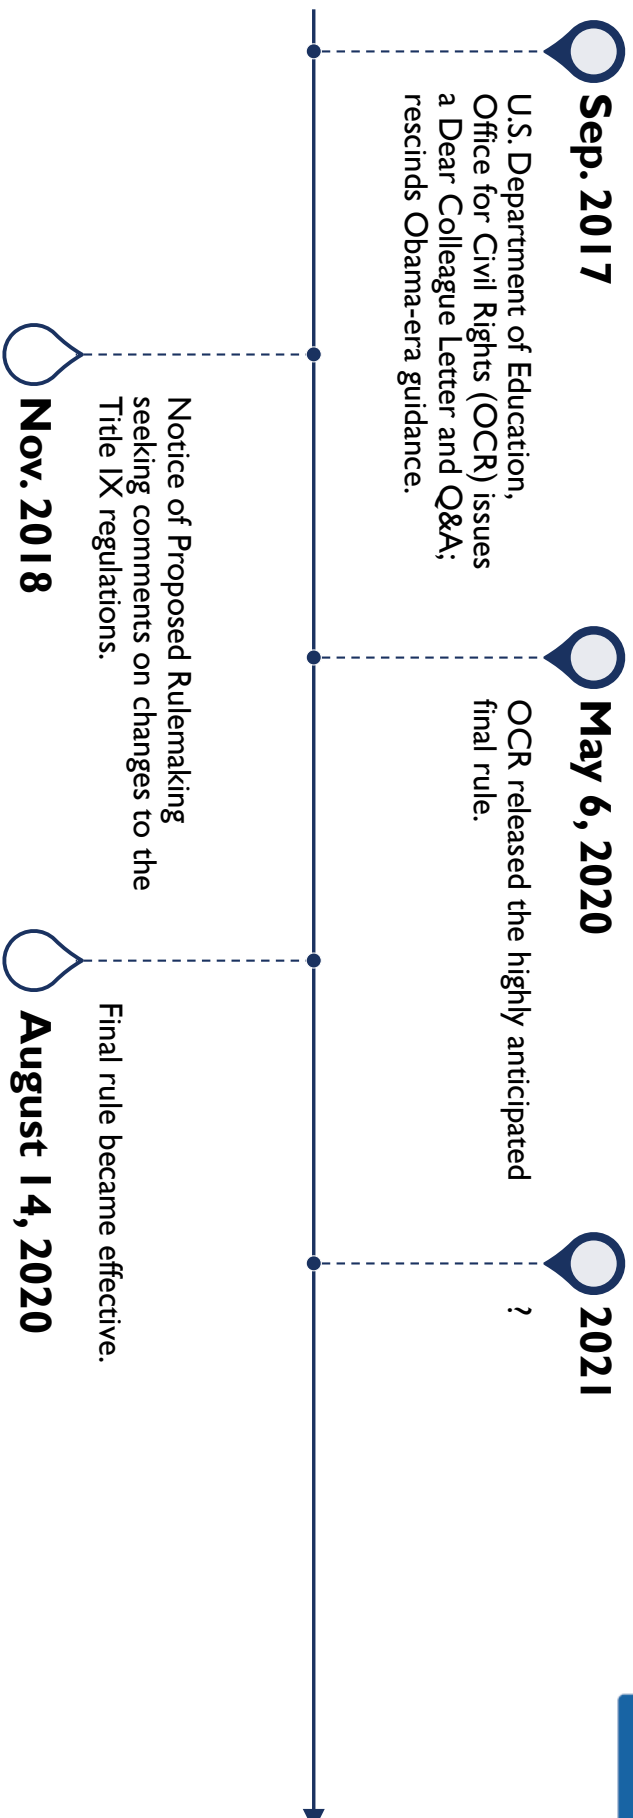 Sep. 2017
U.S. Department of Education,
Office for Civil Rights (OCR) issues
a Dear Colleague Letter and Q&A;
rescinds Obama-era guidance.
Notice of Proposed Rulemaking
seeking comments on changes to the
Title IX regulations.
Nov. 2018
May 6, 2020
OCR released the highly anticipated
final rule.
Final rule became effective.
August 14, 2020
2021
?